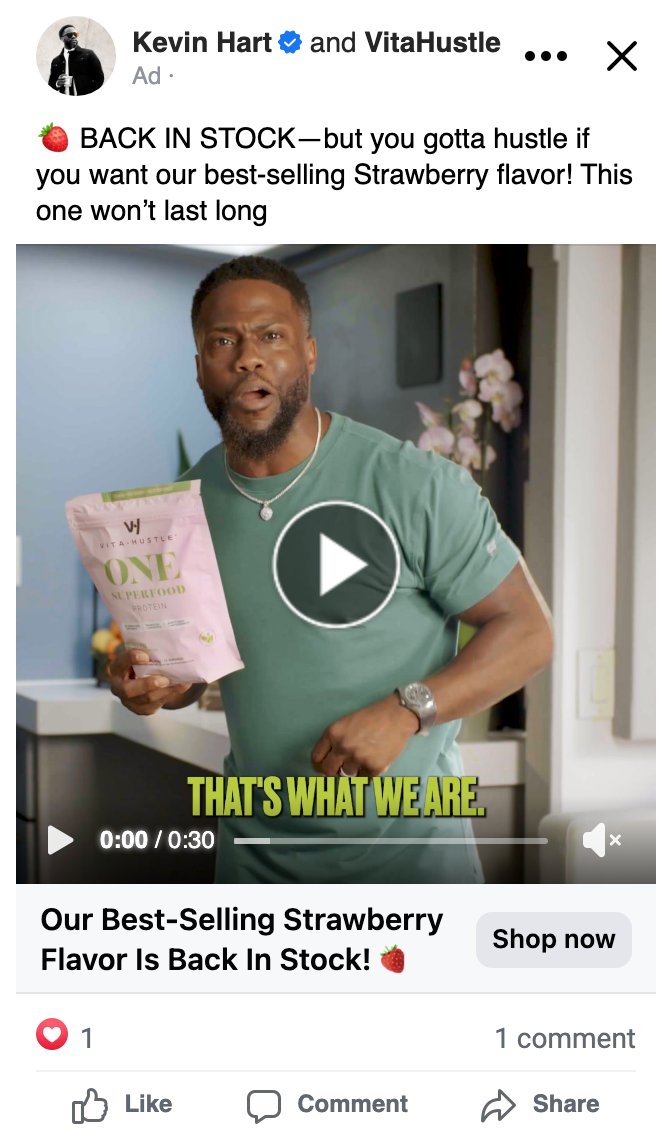 Kevin Hart and VitaHustle
Ad ·
🍓 BACK IN STOCK—but you gotta hustle if
you want our best-selling Strawberry flavor! This
one won’t last long
VH
VITA·HUSTLE
ONE
SUPERFOOD
PROTEIN
THAT'S WHAT WE ARE.
0:00 / 0:30
Our Best-Selling Strawberry
Flavor Is Back In Stock! 🍓
Shop now
1
1 comment
Like
Comment
Share